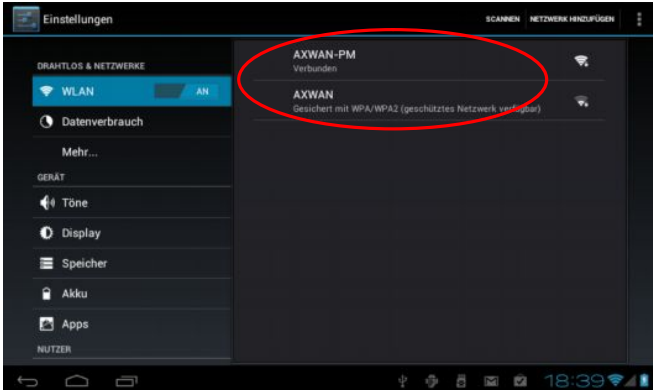 Einstellungen
SCANNEN NETZWERK HINZUFÜGEN
DRAHTLOS & NETZWERKE
WLAN AN
Datenverbrauch
Mehr...
GERÄT
Töne
Display
Speicher
Akku
Apps
NUTZER
AXWAN-PM
Verbunden
AXWAN
Gesichert mit WPA/WPA2 (geschütztes Netzwerk verfügbar)
18:39